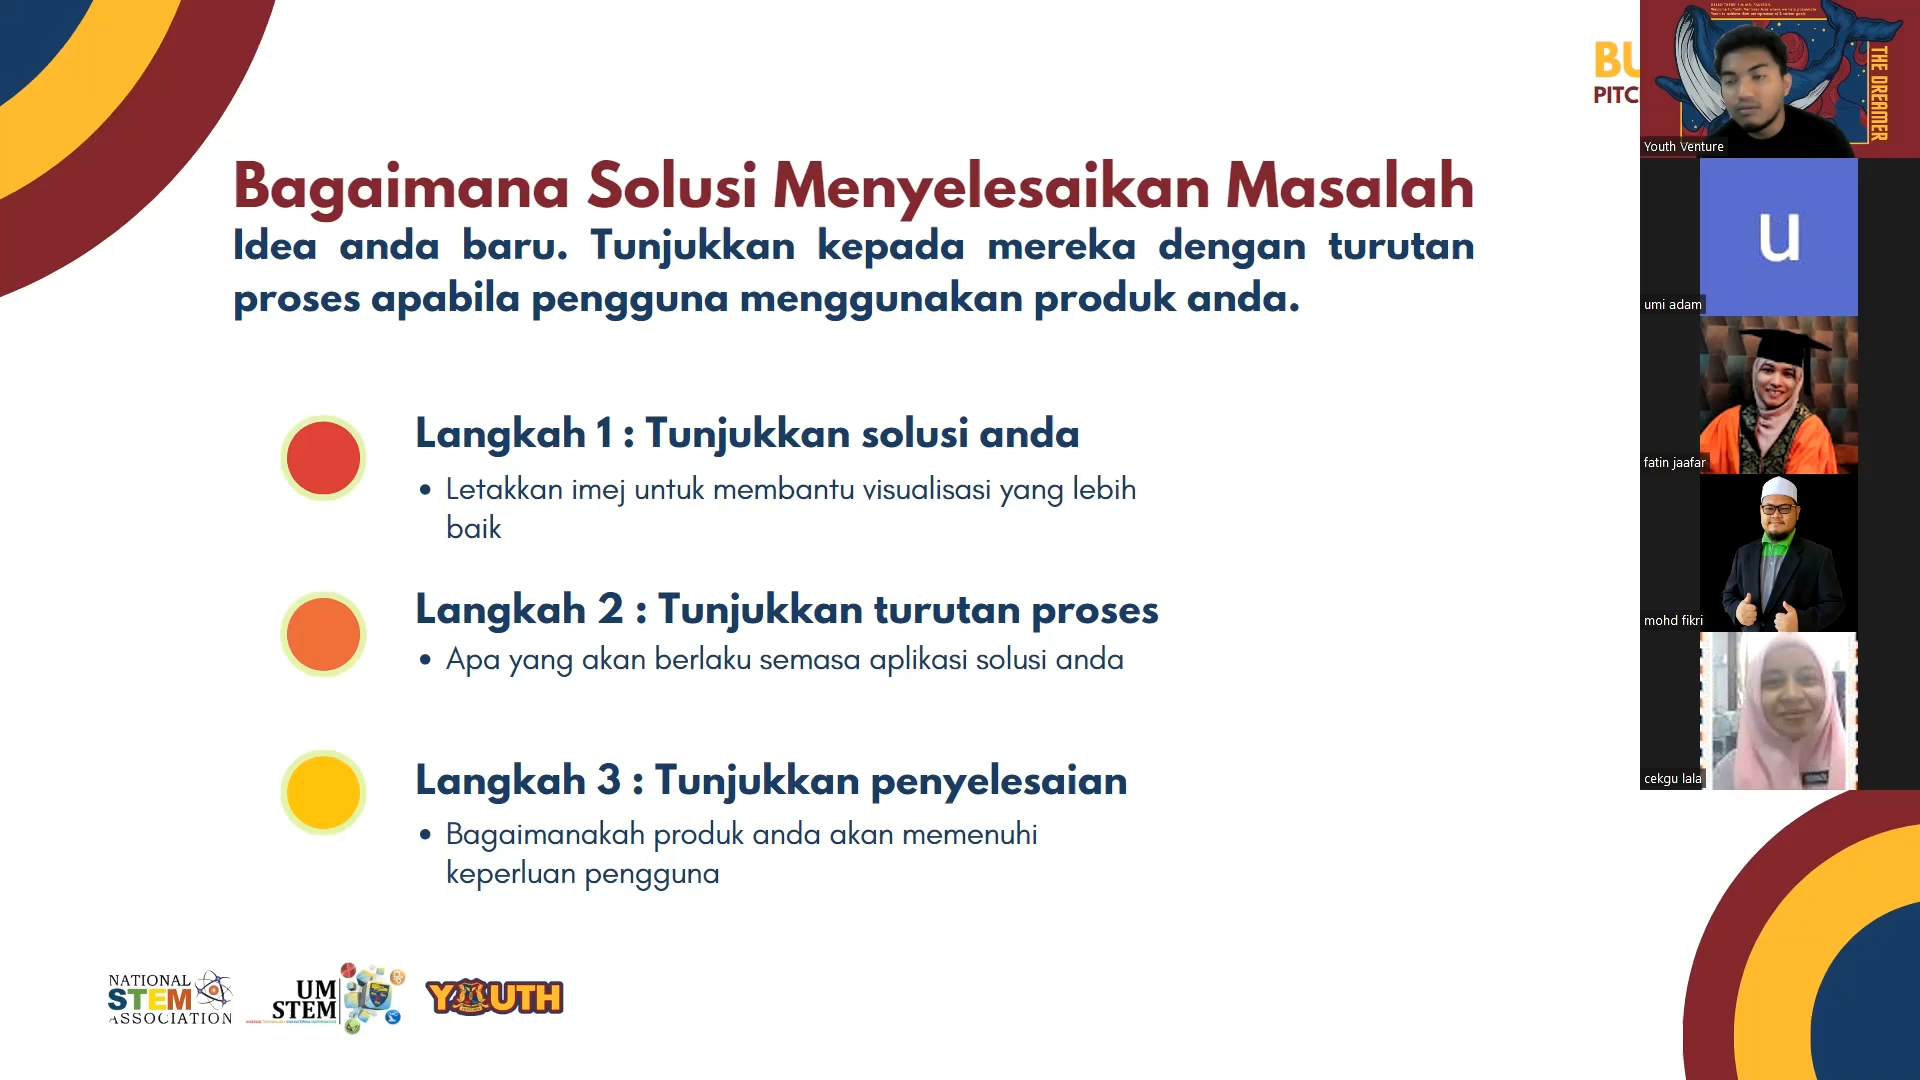 BU
PITC
Bagaimana Solusi Menyelesaikan Masalah
Idea anda baru. Tunjukkan kepada mereka dengan turutan
proses apabila pengguna menggunakan produk anda.
Langkah 1 : Tunjukkan solusi anda
• Letakkan imej untuk membantu visualisasi yang lebih
baik
Langkah 2 : Tunjukkan turutan proses
• Apa yang akan berlaku semasa aplikasi solusi anda
Langkah 3 : Tunjukkan penyelesaian
• Bagaimanakah produk anda akan memenuhi
keperluan pengguna
NATIONAL
STEM
ASSOCIATION
UM
STEM
YOUTH
THE DREAMER
Youth Venture
u
umi adam
fatin jaafar
mohd fikri
cekgu lala